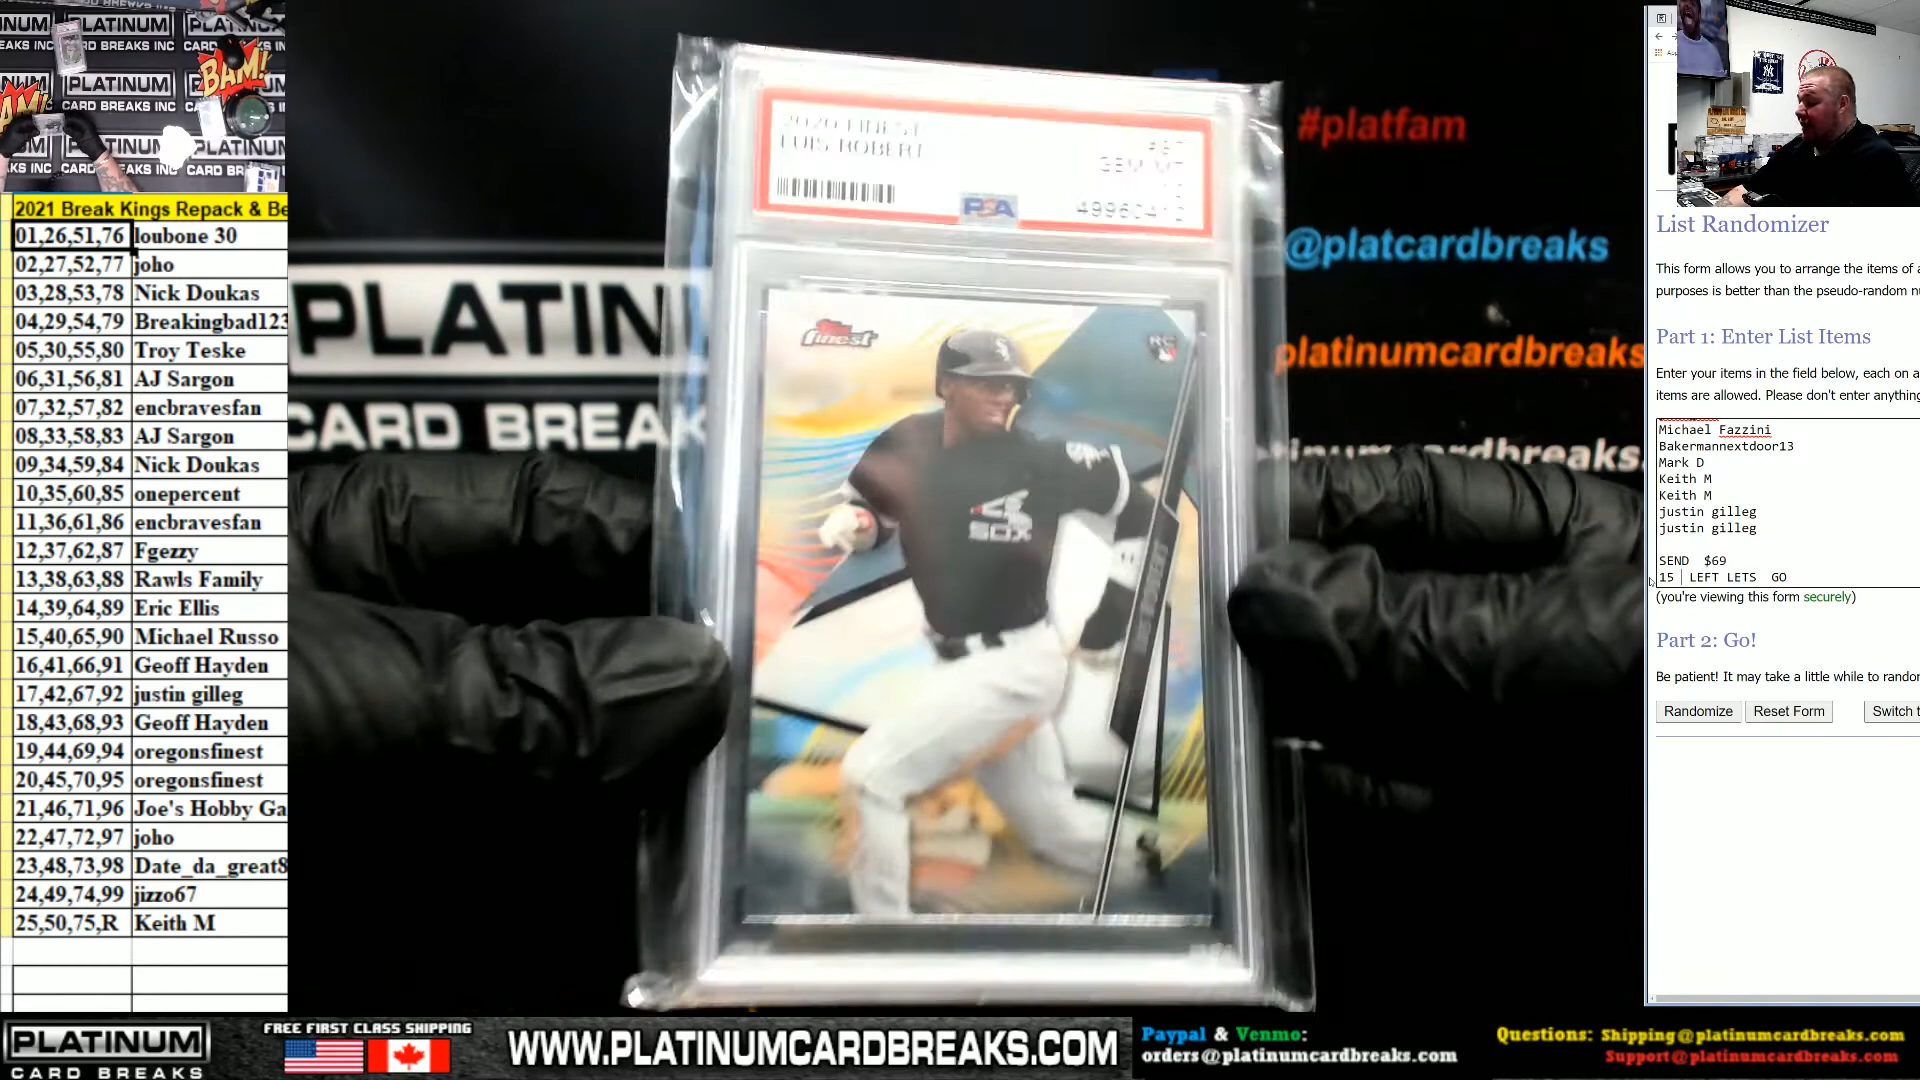 PLATINUM
CARD BREAKS INC
BAM!
2021 Break Kings Repack & Be
01,26,51,76 loubone 30
02,27,52,77 joho
03,28,53,78 Nick Doukas
04,29,54,79 Breakingbad123
05,30,55,80 Troy Teske
06,31,56,81 AJ Sargon
07,32,57,82 encbravesfan
08,33,58,83 AJ Sargon
09,34,59,84 Nick Doukas
10,35,60,85 onepercent
11,36,61,86 encbravesfan
12,37,62,87 Fgezzy
13,38,63,88 Rawls Family
14,39,64,89 Eric Ellis
15,40,65,90 Michael Russo
16,41,66,91 Geoff Hayden
17,42,67,92 justin gilleg
18,43,68,93 Geoff Hayden
19,44,69,94 oregonsfinest
20,45,70,95 oregonsfinest
21,46,71,96 Joe's Hobby Ga
22,47,72,97 joho
23,48,73,98 Date_da_great8
24,49,74,99 jizzo67
25,50,75,R Keith M
PLATIN
CARD BREAK
2020 FINEST
LUIS ROBERT
GEM MT
PSA
Topps finest
RC
SOX
#platfam
@platcardbreaks
platinumcardbreaks
tinumcardbreaks.
List Randomizer
This form allows you to arrange the items of a
purposes is better than the pseudo-random nu
Part 1: Enter List Items
Enter your items in the field below, each on a
items are allowed. Please don't enter anything
Michael Fazzini
Bakermannextdoor13
Mark D
Keith M
Keith M
justin gilleg
justin gilleg
SEND $69
15 LEFT LETS GO
(you're viewing this form securely)
Part 2: Go!
Be patient! It may take a little while to randor
Randomize Reset Form Switch t
PLATINUM
CARD BREAKS
FREE FIRST CLASS SHIPPING
WWW.PLATINUMCARDBREAKS.COM
Paypal & Venmo:
orders@platinumcardbreaks.com
Questions: Shipping@platinumcardbreaks.com
Support@platinumcardbreaks.com